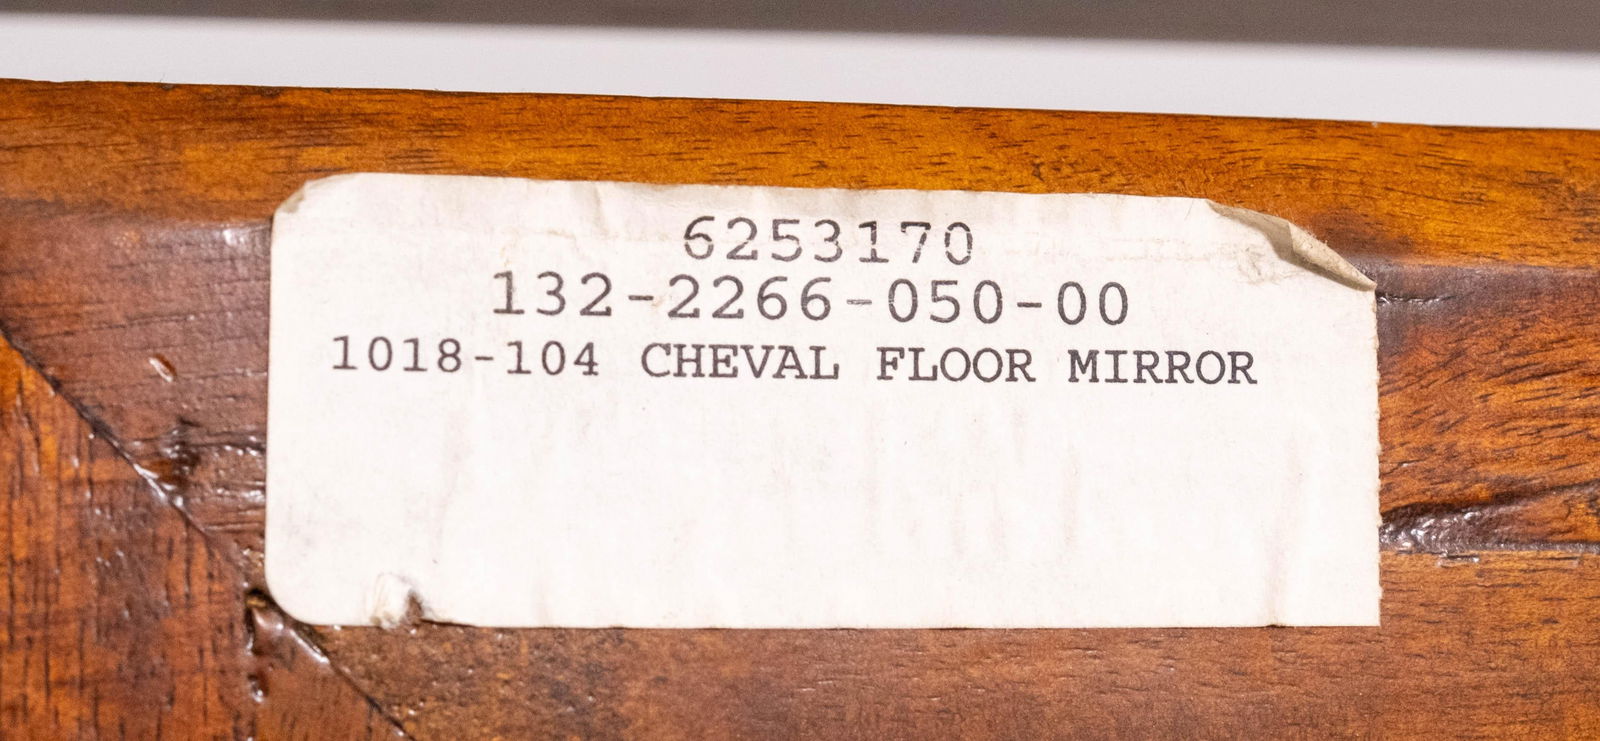 6253170
132-2266-050-00
1018-104 CHEVAL FLOOR MIRROR